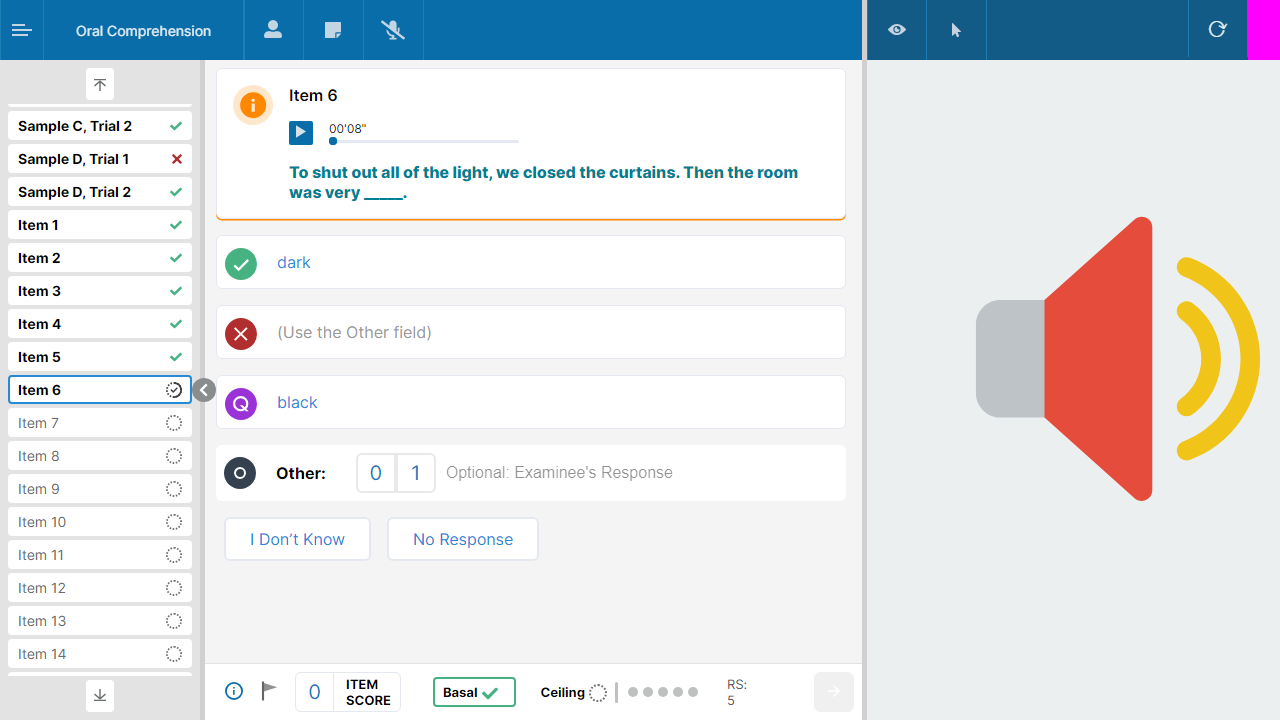 Oral Comprehension
Sample C, Trial 2
Sample D, Trial 1
Sample D, Trial 2
Item 1
Item 2
Item 3
Item 4
Item 5
Item 6
Item 7
Item 8
Item 9
Item 10
Item 11
Item 12
Item 13
Item 14
Item 6
00'08"
To shut out all of the light, we closed the curtains. Then the room
was very _____.
dark
(Use the Other field)
Q black
Other: 0 1 Optional: Examinee's Response
I Don’t Know No Response
0 ITEM
SCORE
Basal
Ceiling
RS:
5